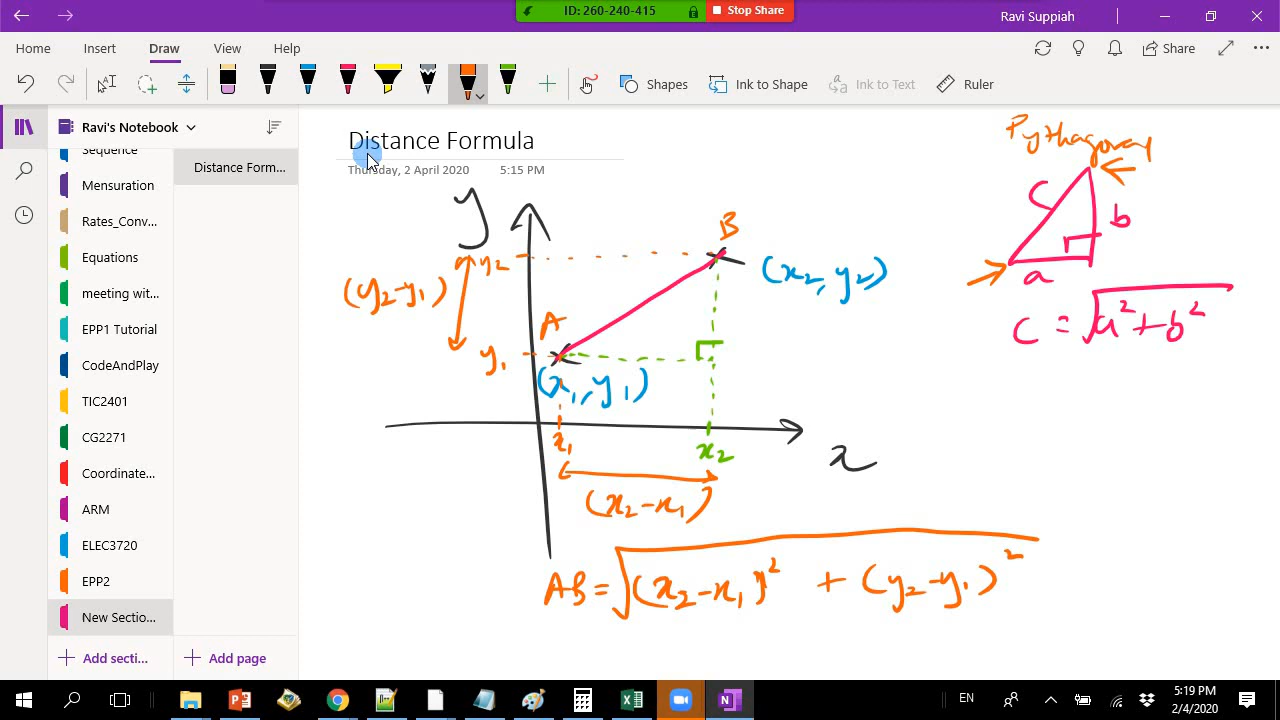 ID: 260-240-415
Stop Share
Ravi Suppiah
Home Insert Draw View Help
Share
Shapes
Ink to Shape
Ink to Text
Ruler
Ravi's Notebook
Sequence
Mensuration
Rates_Conv...
Equations
meeting wit...
EPP1 Tutorial
CodeAndPlay
TIC2401
CG2271
Coordinate...
ARM
ELEC3720
EPP2
New Sectio...
Add secti...
Distance Form...
Add page
Distance Formula
Thursday, 2 April 2020 5:15 PM
y
y₂
(y₂-y₁)
y₁
A
(x₁, y₁)
B
(x₂, y₂)
x₁
x₂
x
(x₂-x₁)
AB = √(x₂-x₁)² + (y₂-y₁)²
Pythagoras
c
b
a
c = √a²+b²
EN
5:19 PM
2/4/2020